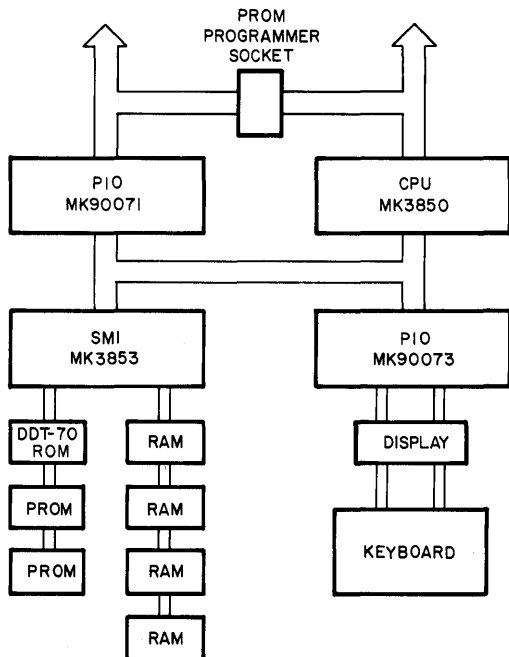 PROM
PROGRAMMER
SOCKET
PIO
MK90071
CPU
MK3850
SMI
MK3853
PIO
MK90073
DDT-70
ROM
RAM
DISPLAY
PROM
RAM
KEYBOARD
PROM
RAM
RAM